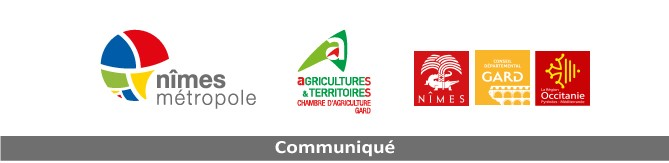 nîmes
métropole
aGRICULTURES
& TERRITOIRES
CHAMBRE D'AGRICULTURE
GARD
NÎMES
CONSEIL
DÉPARTEMENTAL
GARD
La Région
Occitanie
Pyrénées - Méditerranée
Communiqué